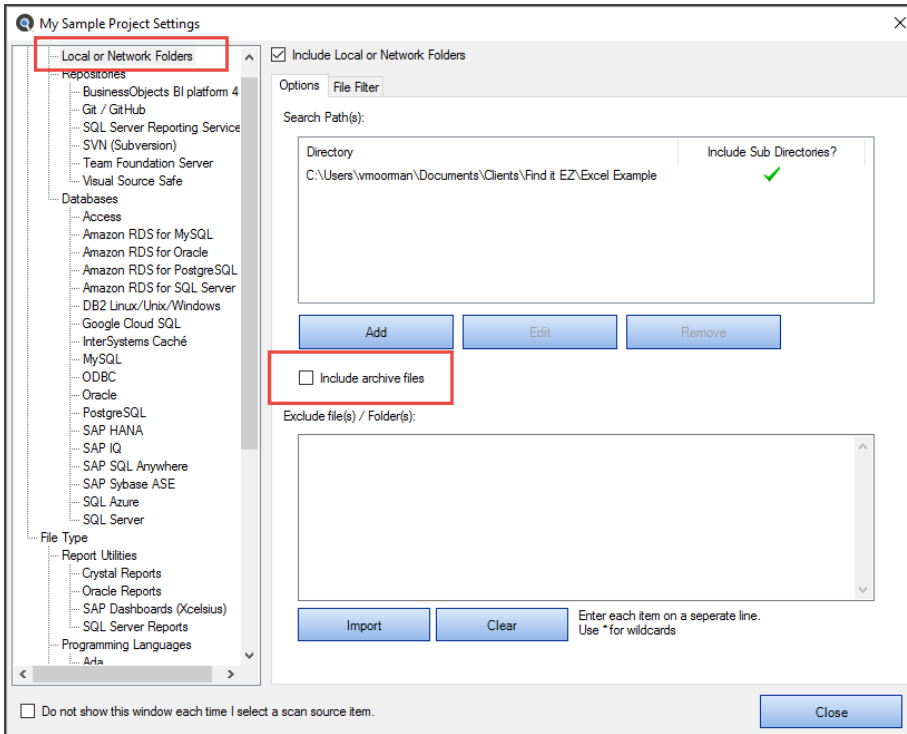 My Sample Project Settings
Local or Network Folders
Repositories
BusinessObjects BI platform 4
Git / GitHub
SQL Server Reporting Service
SVN (Subversion)
Team Foundation Server
Visual Source Safe
Databases
Access
Amazon RDS for MySQL
Amazon RDS for Oracle
Amazon RDS for PostgreSQL
Amazon RDS for SQL Server
DB2 Linux/Unix/Windows
Google Cloud SQL
InterSystems Caché
MySQL
ODBC
Oracle
PostgreSQL
SAP HANA
SAP IQ
SAP SQL Anywhere
SAP Sybase ASE
SQL Azure
SQL Server
File Type
Report Utilities
Crystal Reports
Oracle Reports
SAP Dashboards (Xcelsius)
SQL Server Reports
Programming Languages
Ada
Include Local or Network Folders
Options File Filter
Search Path(s):
Directory Include Sub Directories?
C:\Users\vmoorman\Documents\Clients\Find it EZ\Excel Example
Add Edit Remove
Include archive files
Exclude file(s) / Folder(s):
Import Clear
Enter each item on a seperate line.
Use * for wildcards
Do not show this window each time I select a scan source item.
Close